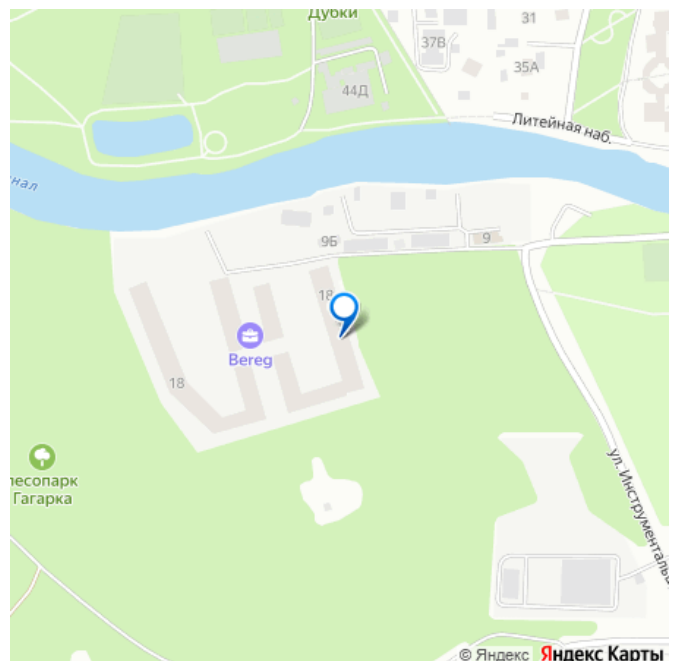 Дубки
31
37В
35А
44Д
Литейная наб.
нал
9Б
9
18
Bereg
18
лесопарк
Гагарка
ул. Инструментальн
© Яндекс Яндекс Карты